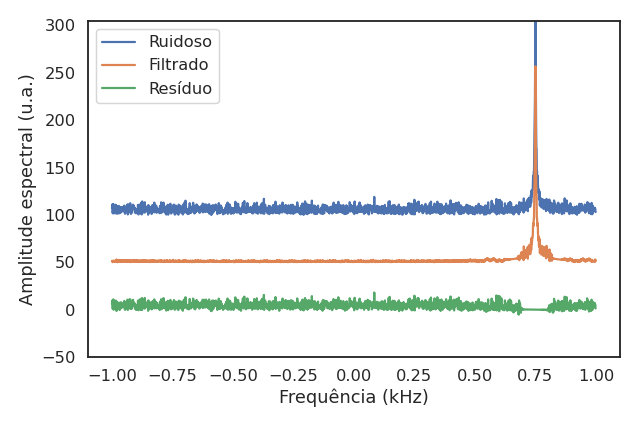 Ruidoso
Filtrado
Resíduo
Amplitude espectral (u.a.)
300
250
200
150
100
50
0
−50
−1.00 −0.75 −0.50 −0.25 0.00 0.25 0.50 0.75 1.00
Frequência (kHz)